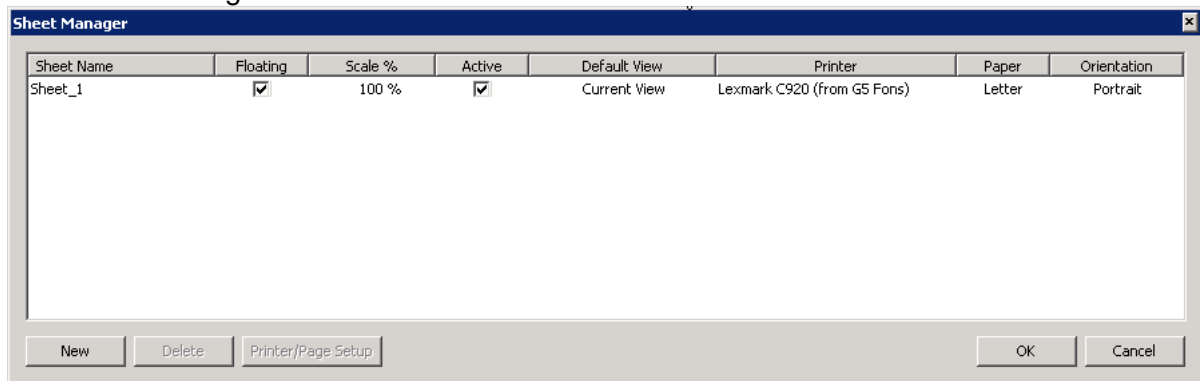 Sheet Manager
Sheet Name Floating Scale % Active Default View Printer Paper Orientation
Sheet_1 100 % Current View Lexmark C920 (from G5 Fons) Letter Portrait
New Delete Printer/Page Setup OK Cancel